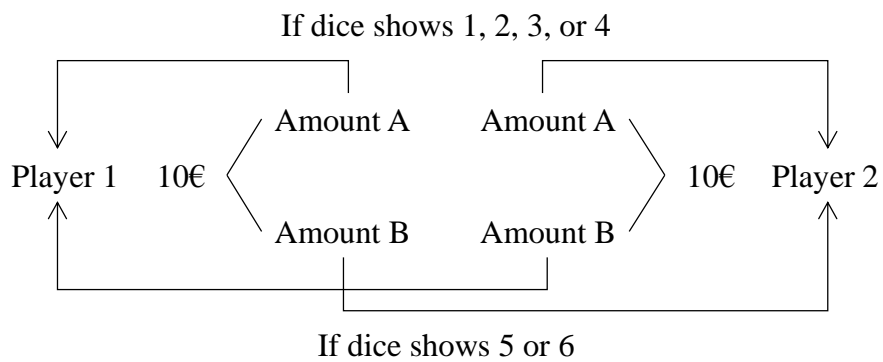 If dice shows 1, 2, 3, or 4
Amount A Amount A
Player 1 10€ 10€ Player 2
Amount B Amount B
If dice shows 5 or 6